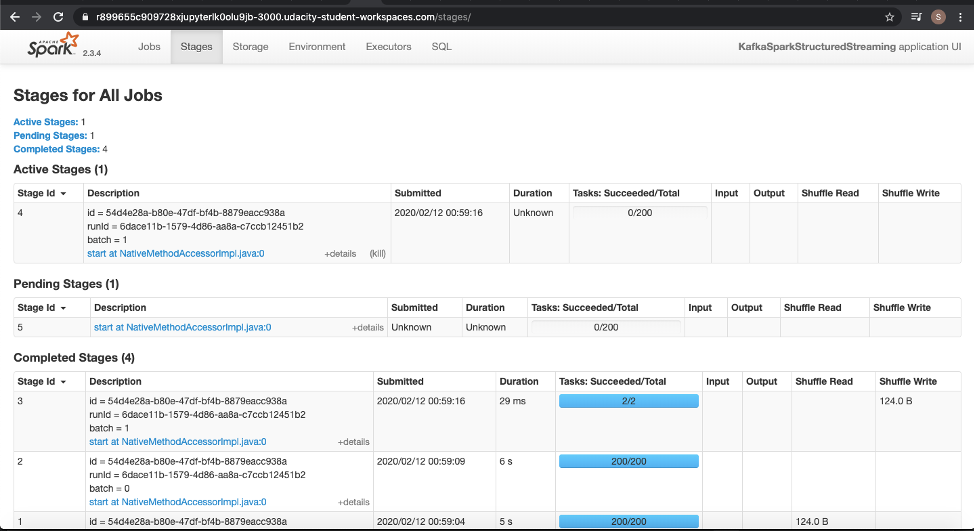 r899655c909728xjupyterlk0olu9jb-3000.udacity-student-workspaces.com/stages/
S
APACHE Spark 2.3.4 Jobs Stages Storage Environment Executors SQL KafkaSparkStructuredStreaming application UI
Stages for All Jobs
Active Stages: 1
Pending Stages: 1
Completed Stages: 4
Active Stages (1)
Stage Id Description Submitted Duration Tasks: Succeeded/Total Input Output Shuffle Read Shuffle Write
4 id = 54d4e28a-b80e-47df-bf4b-8879eacc938a 2020/02/12 00:59:16 Unknown 0/200
runId = 6dace11b-1579-4d86-aa8a-c7ccb12451b2
batch = 1
start at NativeMethodAccessorImpl.java:0 +details (kill)
Pending Stages (1)
Stage Id Description Submitted Duration Tasks: Succeeded/Total Input Output Shuffle Read Shuffle Write
5 start at NativeMethodAccessorImpl.java:0 +details Unknown Unknown 0/200
Completed Stages (4)
Stage Id Description Submitted Duration Tasks: Succeeded/Total Input Output Shuffle Read Shuffle Write
3 id = 54d4e28a-b80e-47df-bf4b-8879eacc938a 2020/02/12 00:59:16 29 ms 2/2 124.0 B
runId = 6dace11b-1579-4d86-aa8a-c7ccb12451b2
batch = 1
start at NativeMethodAccessorImpl.java:0 +details
2 id = 54d4e28a-b80e-47df-bf4b-8879eacc938a 2020/02/12 00:59:09 6 s 200/200
runId = 6dace11b-1579-4d86-aa8a-c7ccb12451b2
batch = 0
start at NativeMethodAccessorImpl.java:0 +details
1 id = 54d4e28a-b80e-47df-bf4b-8879eacc938a 2020/02/12 00:59:04 5 s 200/200 124.0 B